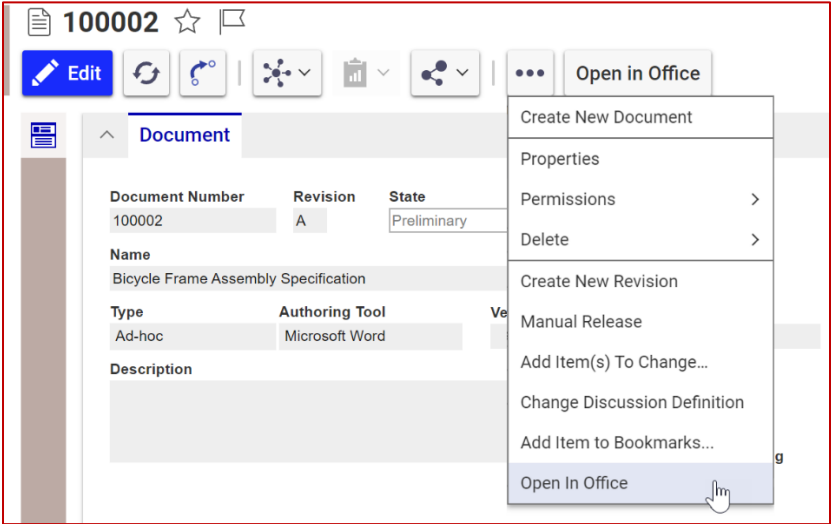 100002
Edit
Open in Office
Create New Document
Document
Properties
Permissions
Delete
Create New Revision
Manual Release
Add Item(s) To Change...
Change Discussion Definition
Add Item to Bookmarks...
Open In Office
Document Number Revision State
100002 A Preliminary
Name
Bicycle Frame Assembly Specification
Type Authoring Tool Ve
Ad-hoc Microsoft Word
Description
g